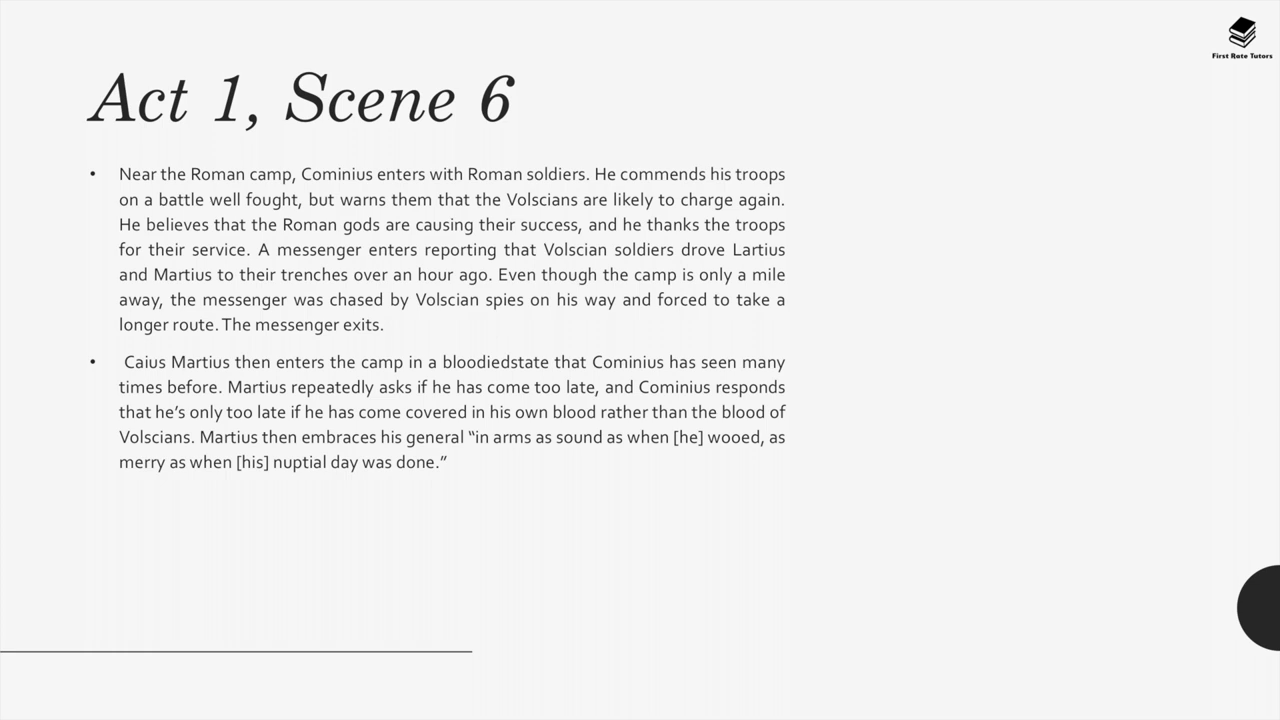 First Rate Tutors
Act 1, Scene 6
• Near the Roman camp, Cominius enters with Roman soldiers. He commends his troops
on a battle well fought, but warns them that the Volscians are likely to charge again.
He believes that the Roman gods are causing their success, and he thanks the troops
for their service. A messenger enters reporting that Volscian soldiers drove Lartius
and Martius to their trenches over an hour ago. Even though the camp is only a mile
away, the messenger was chased by Volscian spies on his way and forced to take a
longer route. The messenger exits.
• Caius Martius then enters the camp in a bloodiedstate that Cominius has seen many
times before. Martius repeatedly asks if he has come too late, and Cominius responds
that he’s only too late if he has come covered in his own blood rather than the blood of
Volscians. Martius then embraces his general “in arms as sound as when [he] wooed, as
merry as when [his] nuptial day was done.”